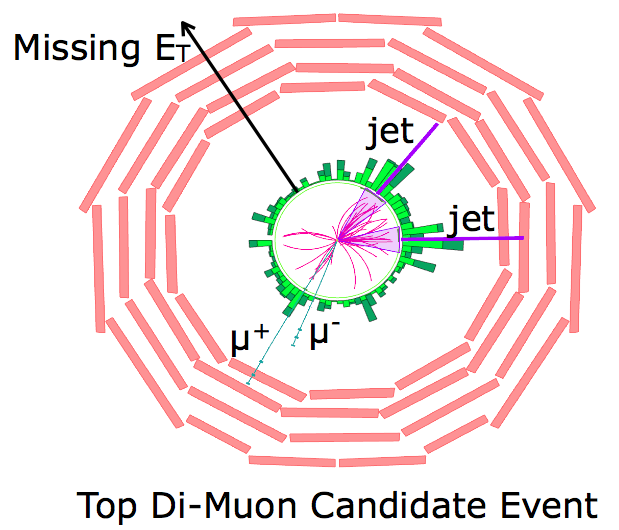 Missing E_T
jet
jet
μ⁺
μ⁻
Top Di-Muon Candidate Event